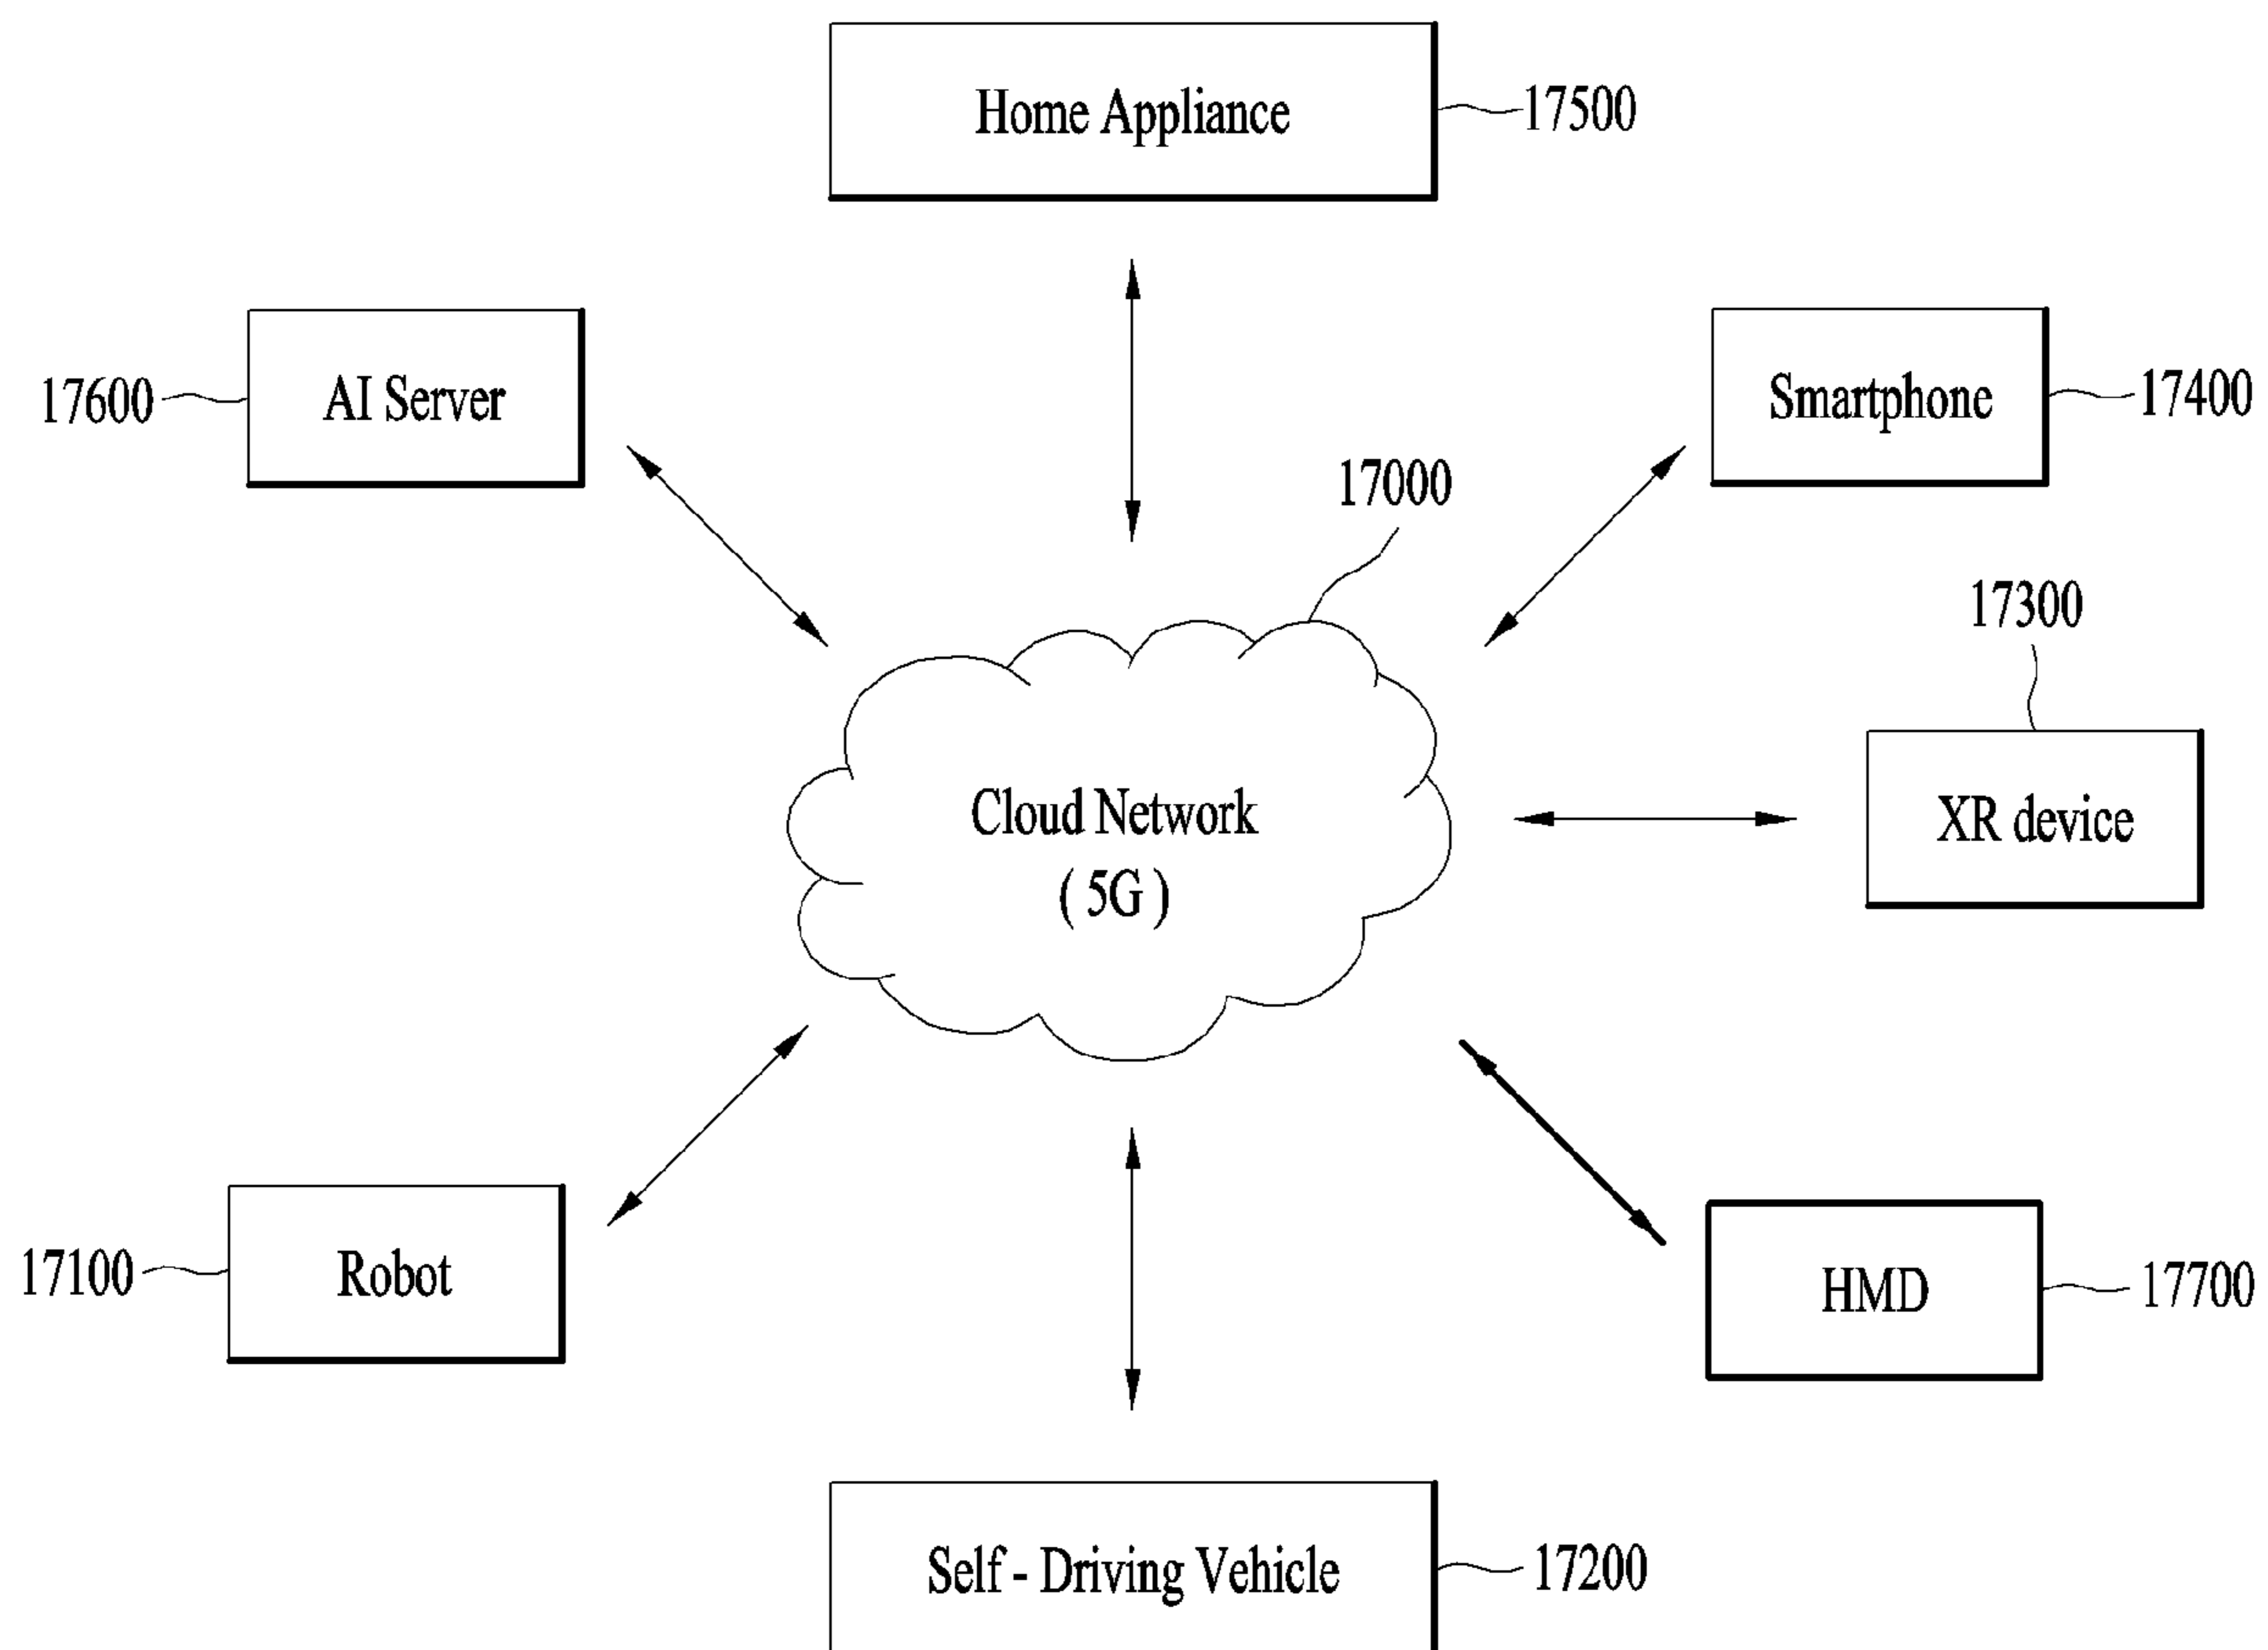 Home Appliance
17500
17600
AI Server
Smartphone
17400
17000
17300
Cloud Network
( 5G )
XR device
17100
Robot
HMD
17700
Self - Driving Vehicle
17200